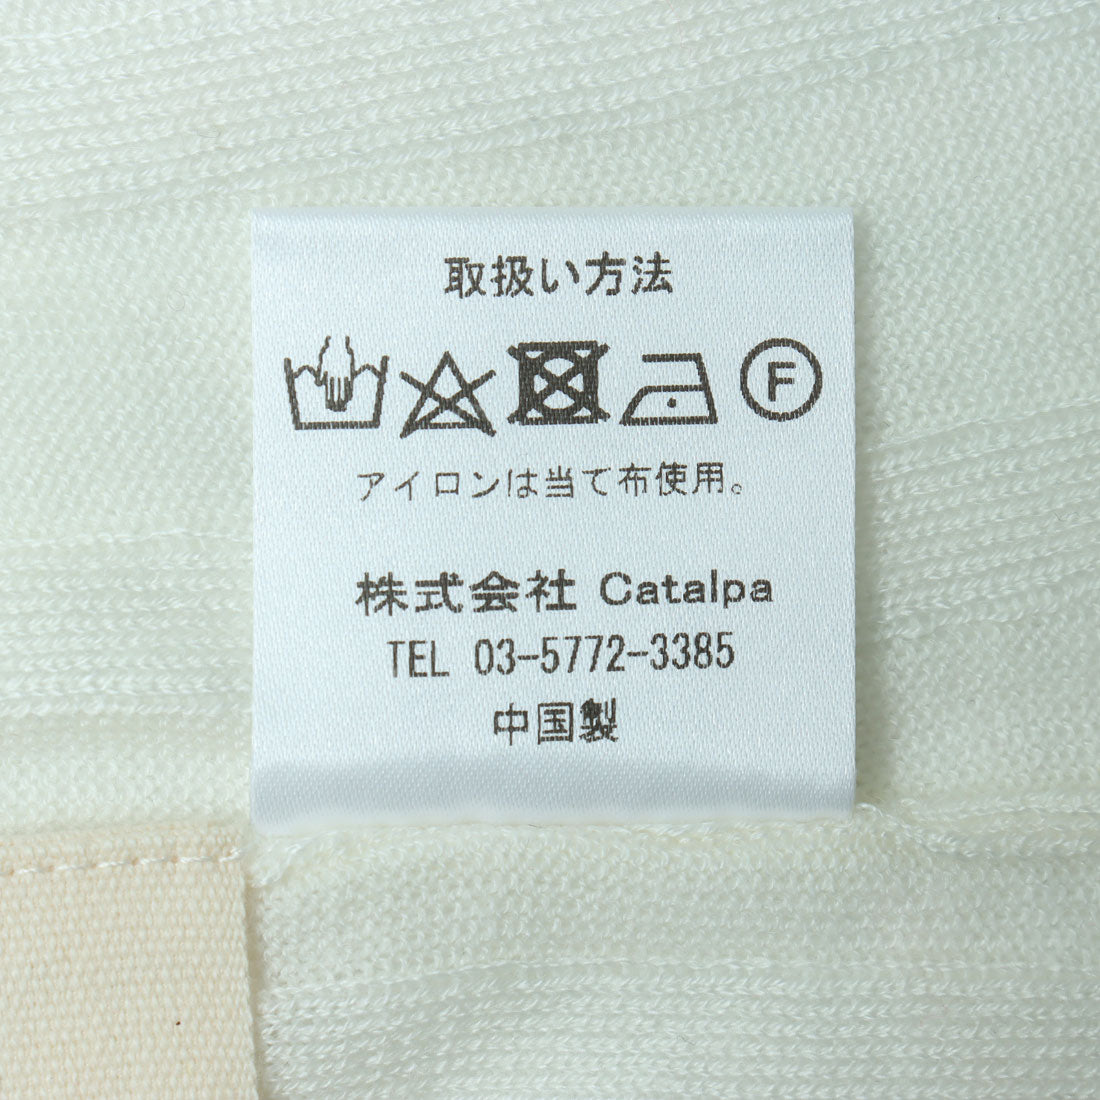 取扱い方法
F
アイロンは当て布使用。
株式会社 Catalpa
TEL 03-5772-3385
中国製